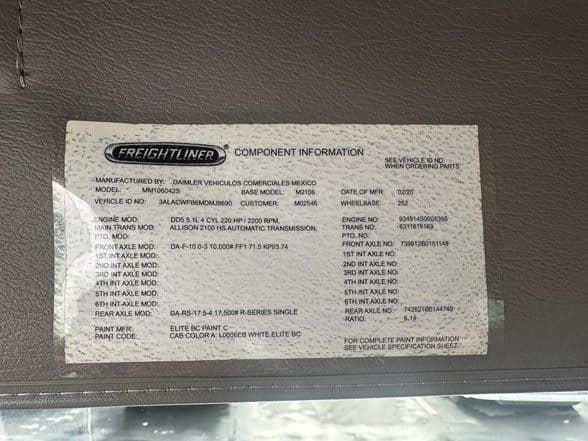 FREIGHTLINER® COMPONENT INFORMATION
SEE VEHICLE ID NO
WHEN ORDERING PARTS
MANUFACTURED BY: DAIMLER VEHICULOS COMERCIALES MEXICO
MODEL: MM106042S BASE MODEL: M2106 DATE OF MFR: 02/20
VEHICLE ID NO: CUSTOMER: M02546 WHEELBASE: 252
ENGINE MOD: DD5 5.1L 4 CYL 220 HP / 2200 RPM, ENGINE NO:
MAIN TRANS MOD: ALLISON 2100 HS AUTOMATIC TRANSMISSION, TRANS NO: 6311819189
PTO, MOD: PTO, NO:
FRONT AXLE MOD: DA-F-10.0-3 10,000# FF1 71.5 KPI/3.74 FRONT AXLE NO:
1ST INT AXLE MOD: 1ST INT AXLE NO:
2ND INT AXLE MOD: 2ND INT AXLE NO:
3RD INT AXLE MOD: 3RD INT AXLE NO:
4TH INT AXLE MOD: 4TH INT AXLE NO:
5TH INT AXLE MOD: 5TH INT AXLE NO:
6TH INT AXLE MOD: 6TH INT AXLE NO:
REAR AXLE MOD: DA-RS-17.5-4 17,500# R-SERIES SINGLE REAR AXLE NO:
RATIO: 6.14
PAINT MFR: ELITE BC PAINT C
PAINT CODE: CAB COLOR A: L0006EB WHITE ELITE BC
FOR COMPLETE PAINT INFORMATION
SEE VEHICLE SPECIFICATION SHEET.